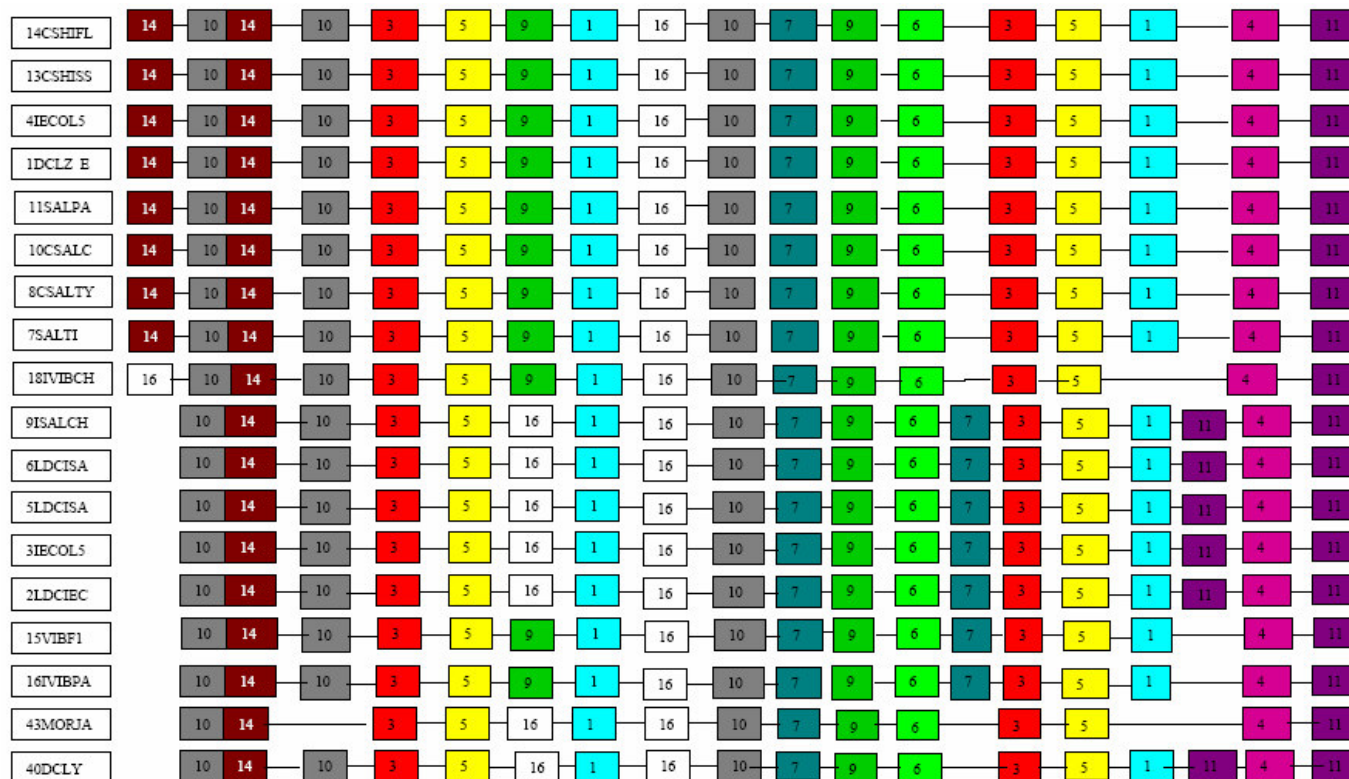 14CSHIFL 14 10 14 10 3 5 9 1 16 10 7 9 6 3 5 1 4 11
13CSHISS 14 10 14 10 3 5 9 1 16 10 7 9 6 3 5 1 4 11
4IECOL5 14 10 14 10 3 5 9 1 16 10 7 9 6 3 5 1 4 11
1DCLZ E 14 10 14 10 3 5 9 1 16 10 7 9 6 3 5 1 4 11
11SALPA 14 10 14 10 3 5 9 1 16 10 7 9 6 3 5 1 4 11
10CSALC 14 10 14 10 3 5 9 1 16 10 7 9 6 3 5 1 4 11
8CSALTY 14 10 14 10 3 5 9 1 16 10 7 9 6 3 5 1 4 11
7SALTI 14 10 14 10 3 5 9 1 16 10 7 9 6 3 5 1 4 11
18IVIBCH 16 10 14 10 3 5 9 1 16 10 7 9 6 3 5 4 11
9ISALCH 10 14 10 3 5 16 1 16 10 7 9 6 7 3 5 1 11 4 11
6LDCISA 10 14 10 3 5 16 1 16 10 7 9 6 7 3 5 1 11 4 11
5LDCISA 10 14 10 3 5 16 1 16 10 7 9 6 7 3 5 1 11 4 11
3IECOL5 10 14 10 3 5 16 1 16 10 7 9 6 7 3 5 1 11 4 11
2LDCIEC 10 14 10 3 5 16 1 16 10 7 9 6 7 3 5 1 11 4 11
15VIBF1 10 14 10 3 5 9 1 16 10 7 9 6 7 3 5 1 4 11
16IVIBPA 10 14 10 3 5 9 1 16 10 7 9 6 7 3 5 1 4 11
43MORJA 10 14 3 5 16 1 16 10 7 9 6 3 5 4 11
40DCLY 10 14 10 3 5 16 1 16 10 7 9 6 3 5 1 11 4 11